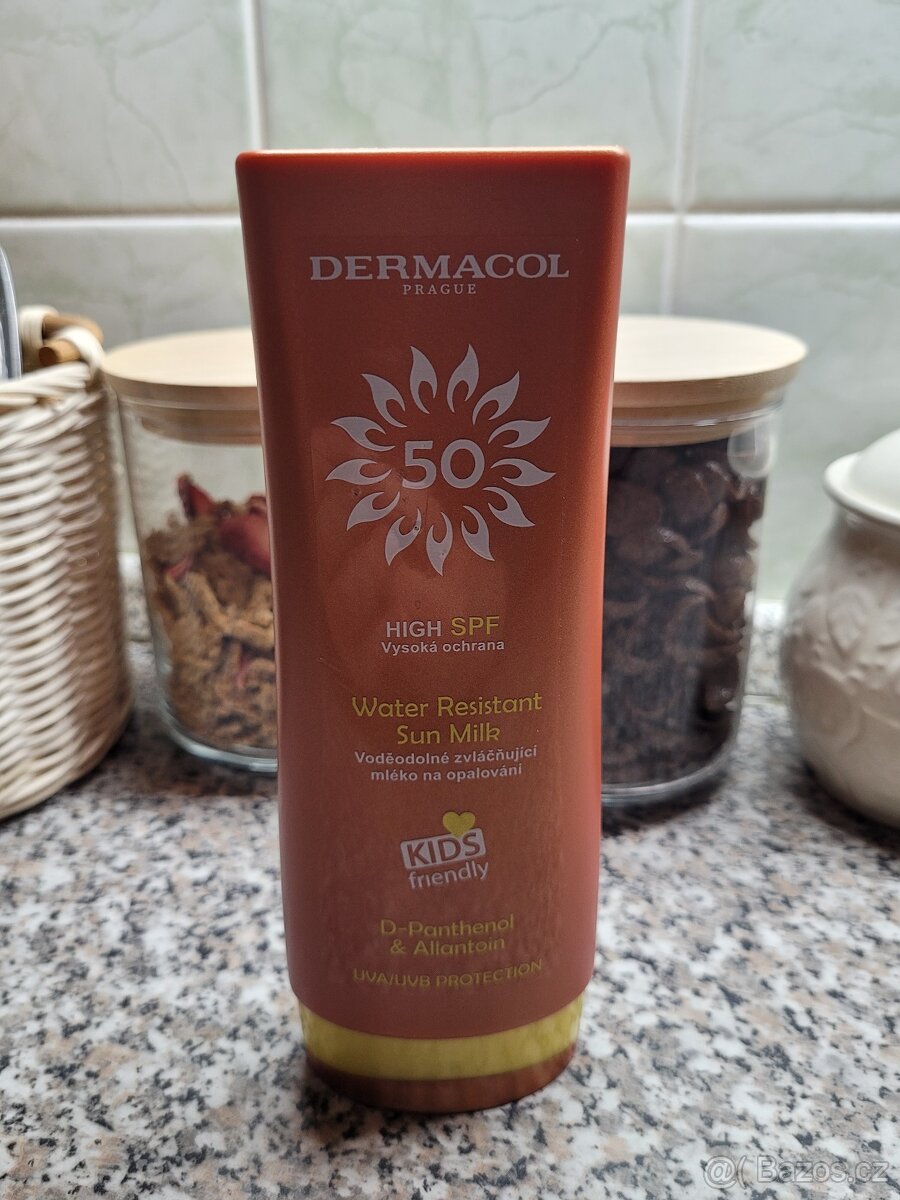 DERMACOL
PRAGUE
50
HIGH SPF
Vysoká ochrana
Water Resistant
Sun Milk
Voděodolné zvláčňující
mléko na opalování
KIDS
friendly
D-Panthenol
& Allantoin
UVA/UVB PROTECTION
@( Bazos.cz